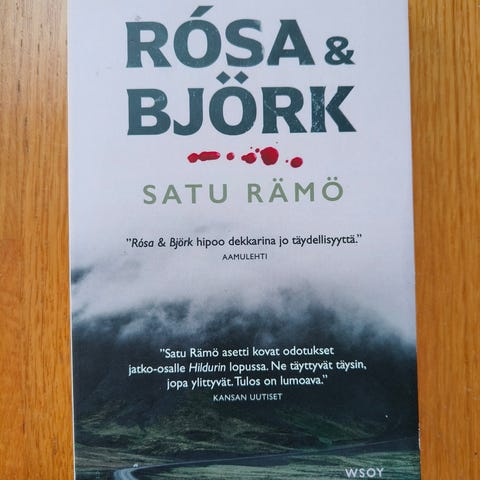 RÓSA &
BJÖRK
SATU RÄMÖ
”Rósa & Björk hipoo dekkarina jo täydellisyyttä.”
AAMULEHTI
”Satu Rämö asetti kovat odotukset
jatko-osalle Hildurin lopussa. Ne täyttyvät täysin,
jopa ylittyvät. Tulos on lumoava.”
KANSAN UUTISET
WSOY